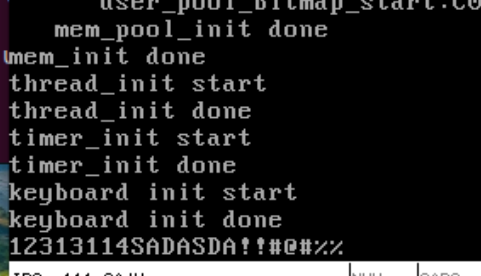 user_pool_bitmap_start:C0
mem_pool_init done
mem_init done
thread_init start
thread_init done
timer_init start
timer_init done
keyboard init start
keyboard init done
12313114SADASDA!!#@#%%